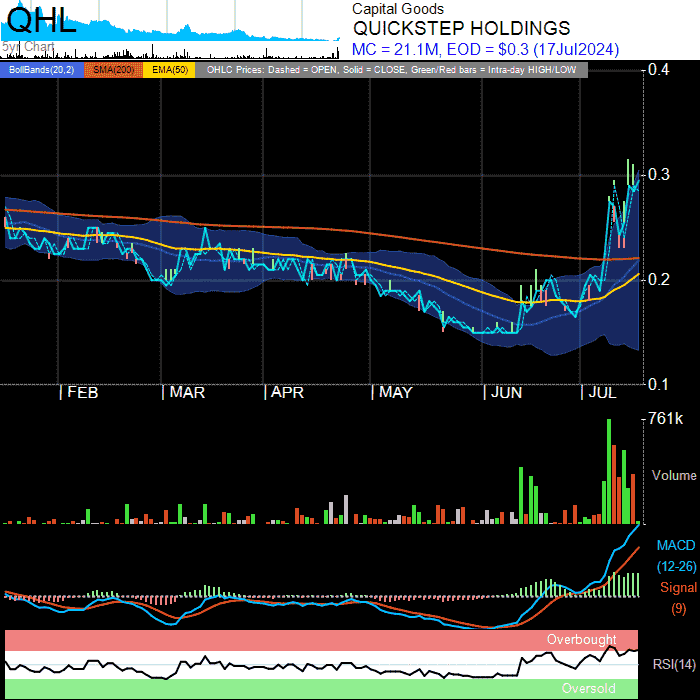 QHL
5yr Chart
Capital Goods
QUICKSTEP HOLDINGS
MC = 21.1M, EOD = $0.3 (17Jul2024)
BollBands(20,2) SMA(200) EMA(50) OHLC Prices: Dashed = OPEN, Solid = CLOSE, Green/Red bars = Intra-day HIGH/LOW
0.4
0.3
0.2
0.1
FEB MAR APR MAY JUN JUL
761k
Volume
MACD
(12-26)
Signal
(9)
Overbought
RSI(14)
Oversold